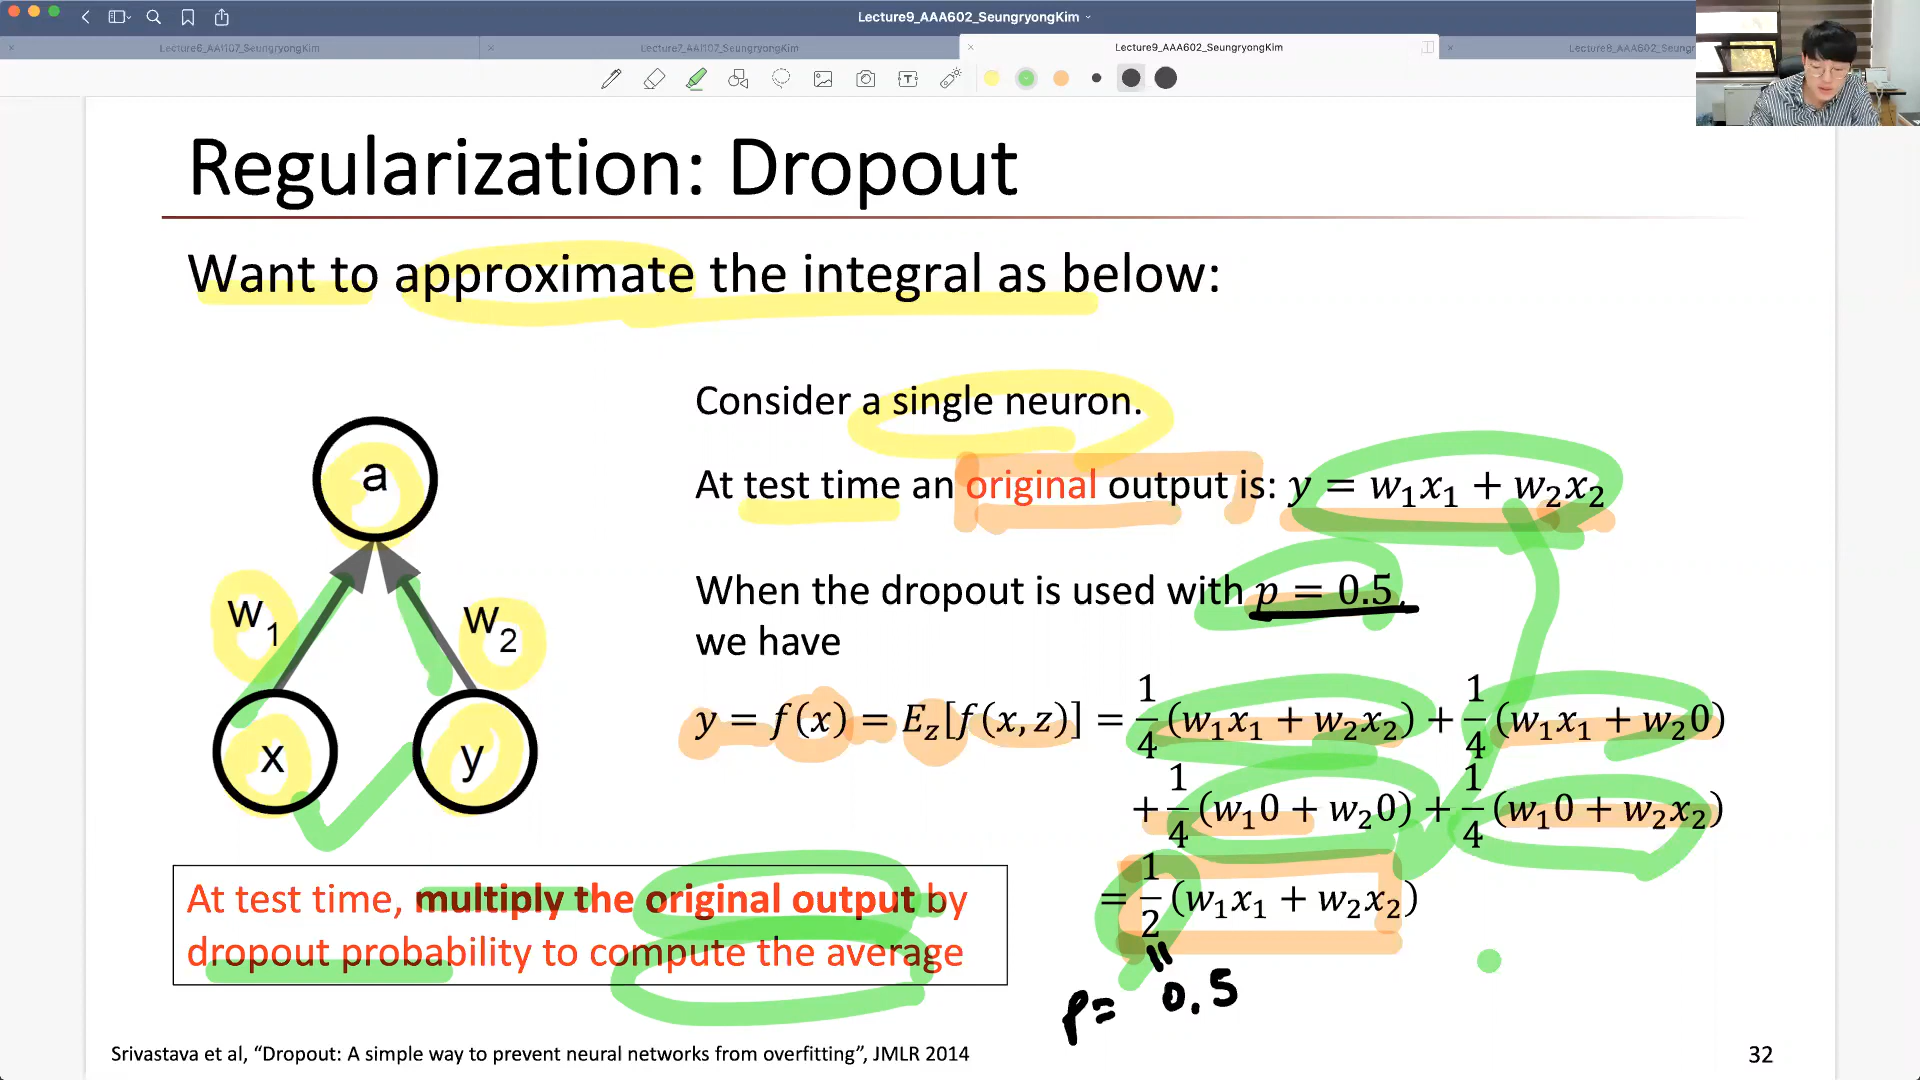 Lecture9_AAA602_SeungryongKim
Lecture6_AAI107_SeungryongKim
Lecture7_AAI107_SeungryongKim
Lecture9_AAA602_SeungryongKim
Lecture8_AAA602_Seungr
Regularization: Dropout
Want to approximate the integral as below:
Consider a single neuron.
At test time an original output is: y = w₁x₁ + w₂x₂
When the dropout is used with p = 0.5,
we have
y = f(x) = E_z[f(x, z)] = 1/4 (w₁x₁ + w₂x₂) + 1/4 (w₁x₁ + w₂0)
+ 1/4 (w₁0 + w₂0) + 1/4 (w₁0 + w₂x₂)
= 1/2 (w₁x₁ + w₂x₂)
p = 0.5
a
w₁
w₂
x
y
At test time, multiply the original output by
dropout probability to compute the average
Srivastava et al, “Dropout: A simple way to prevent neural networks from overfitting”, JMLR 2014
32